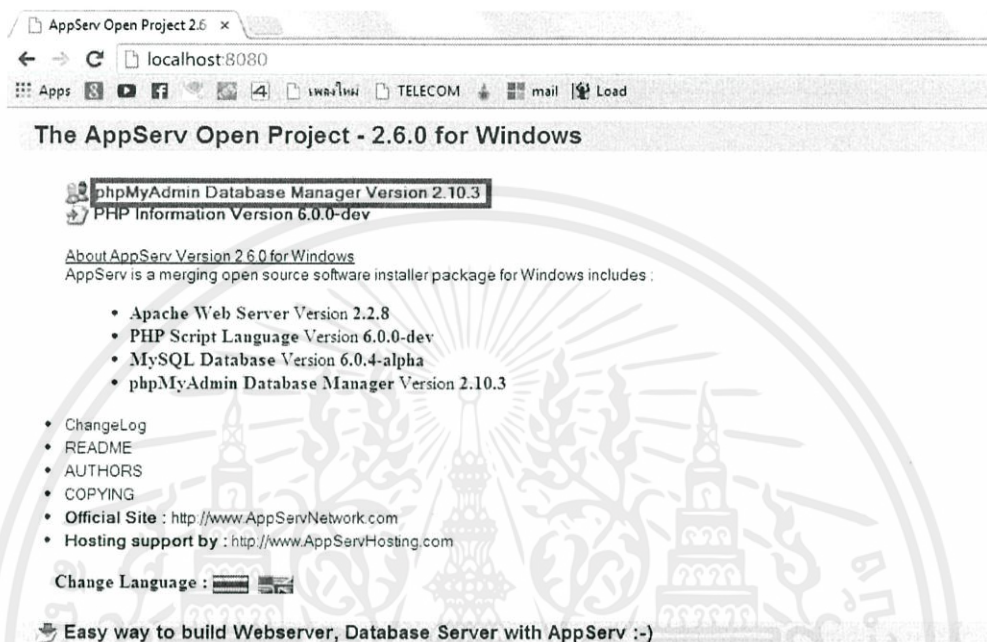 AppServ Open Project 2.6 ×
localhost:8080
Apps เพลงใหม่ TELECOM mail Load
The AppServ Open Project - 2.6.0 for Windows
phpMyAdmin Database Manager Version 2.10.3
PHP Information Version 6.0.0-dev
About AppServ Version 2.6.0 for Windows
AppServ is a merging open source software installer package for Windows includes :
• Apache Web Server Version 2.2.8
• PHP Script Language Version 6.0.0-dev
• MySQL Database Version 6.0.4-alpha
• phpMyAdmin Database Manager Version 2.10.3
• ChangeLog
• README
• AUTHORS
• COPYING
• Official Site : http://www.AppServNetwork.com
• Hosting support by : http://www.AppServHosting.com
Change Language :
Easy way to build Webserver, Database Server with AppServ :-)